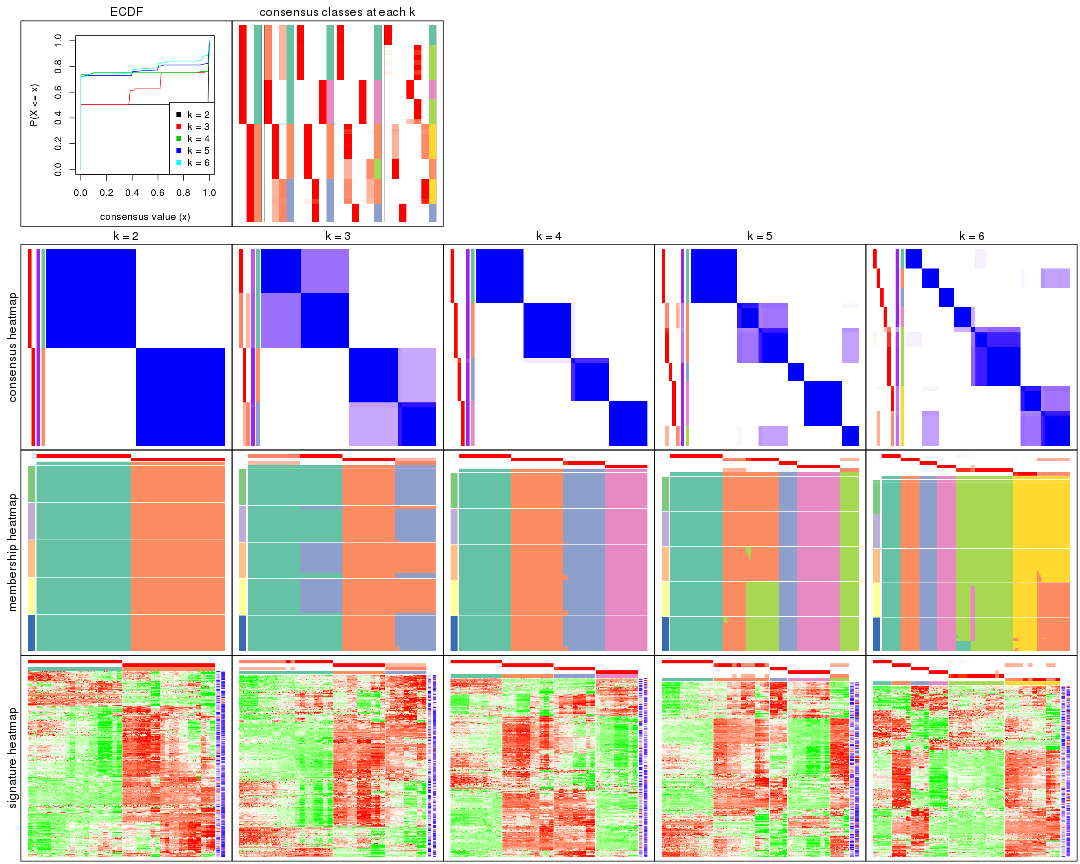 ECDF
consensus classes at each k
P(X <= x)
1.0
0.8
0.6
0.4
0.2
0.0
k = 2
k = 3
k = 4
k = 5
k = 6
0.0 0.2 0.4 0.6 0.8 1.0
consensus value (x)
k = 2
k = 3
k = 4
k = 5
k = 6
consensus heatmap
membership heatmap
signature heatmap